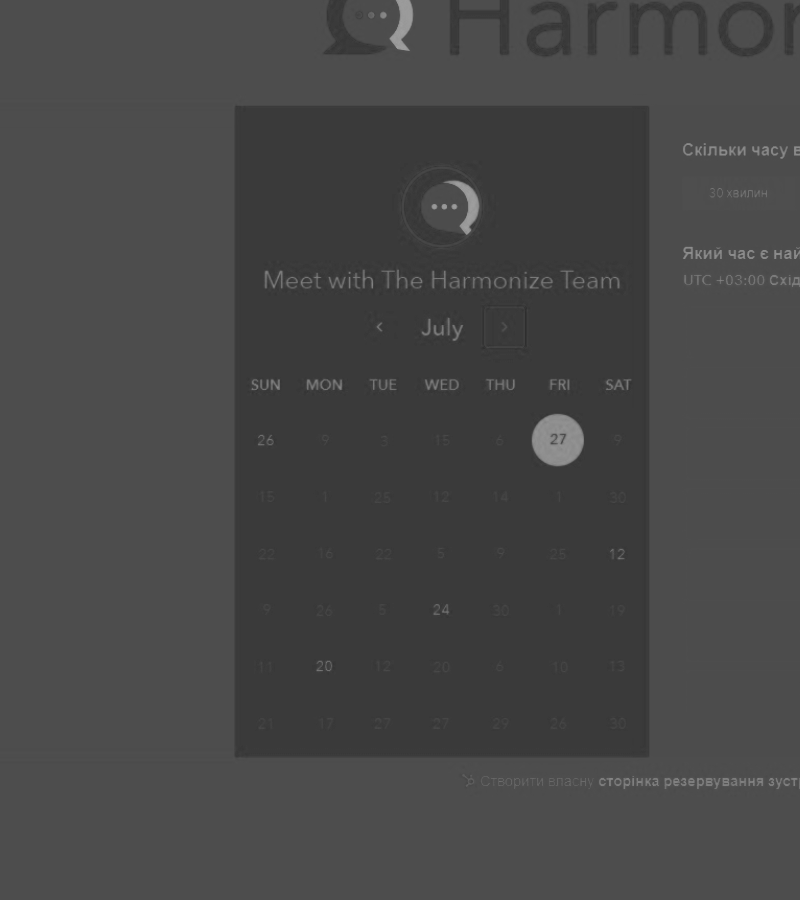 Harmon
Скільки часу в
30 хвилин
Meet with The Harmonize Team
Який час є най
UTC +03:00 Схід
July
SUN MON TUE WED THU FRI SAT
26 9 3 15 6 27 9
15 1 25 12 14 1 30
22 16 22 5 9 25 12
9 26 5 24 30 1 19
11 20 12 20 6 10 13
21 17 27 27 29 26 30
Створити власну сторінка резервування зустр